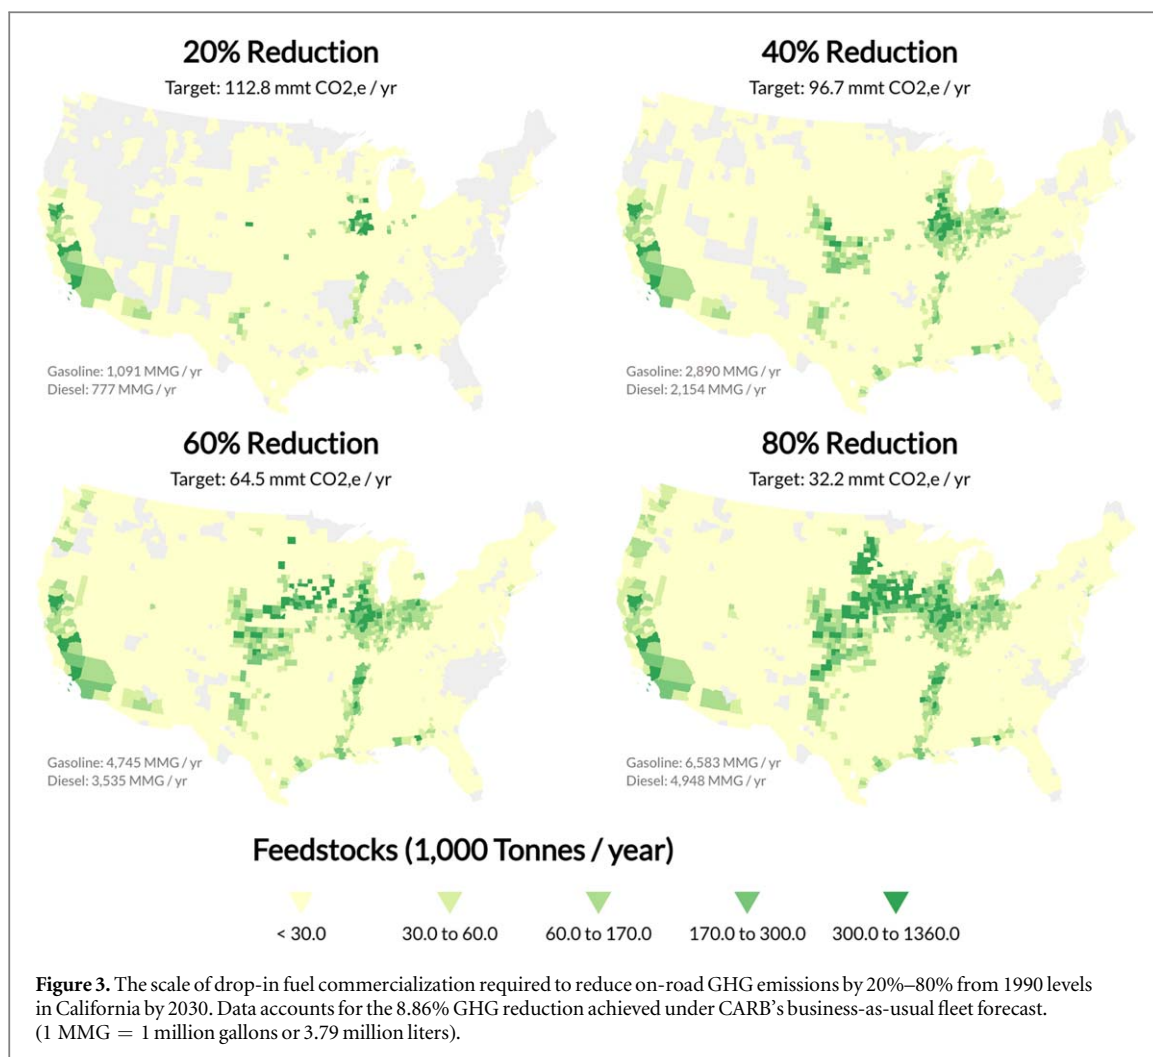 20% Reduction
Target: 112.8 mmt CO2,e / yr
40% Reduction
Target: 96.7 mmt CO2,e / yr
Gasoline: 1,091 MMG / yr
Diesel: 777 MMG / yr
Gasoline: 2,890 MMG / yr
Diesel: 2,154 MMG / yr
60% Reduction
Target: 64.5 mmt CO2,e / yr
80% Reduction
Target: 32.2 mmt CO2,e / yr
Gasoline: 4,745 MMG / yr
Diesel: 3,535 MMG / yr
Gasoline: 6,583 MMG / yr
Diesel: 4,948 MMG / yr
Feedstocks (1,000 Tonnes / year)
< 30.0
30.0 to 60.0
60.0 to 170.0
170.0 to 300.0
300.0 to 1360.0
Figure 3. The scale of drop-in fuel commercialization required to reduce on-road GHG emissions by 20%–80% from 1990 levels
in California by 2030. Data accounts for the 8.86% GHG reduction achieved under CARB's business-as-usual fleet forecast.
(1 MMG = 1 million gallons or 3.79 million liters).